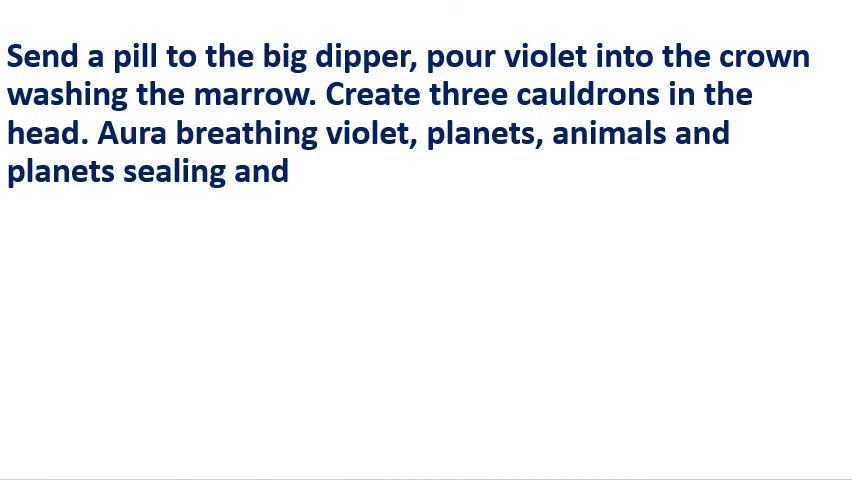 Send a pill to the big dipper, pour violet into the crown
washing the marrow. Create three cauldrons in the
head. Aura breathing violet, planets, animals and
planets sealing and